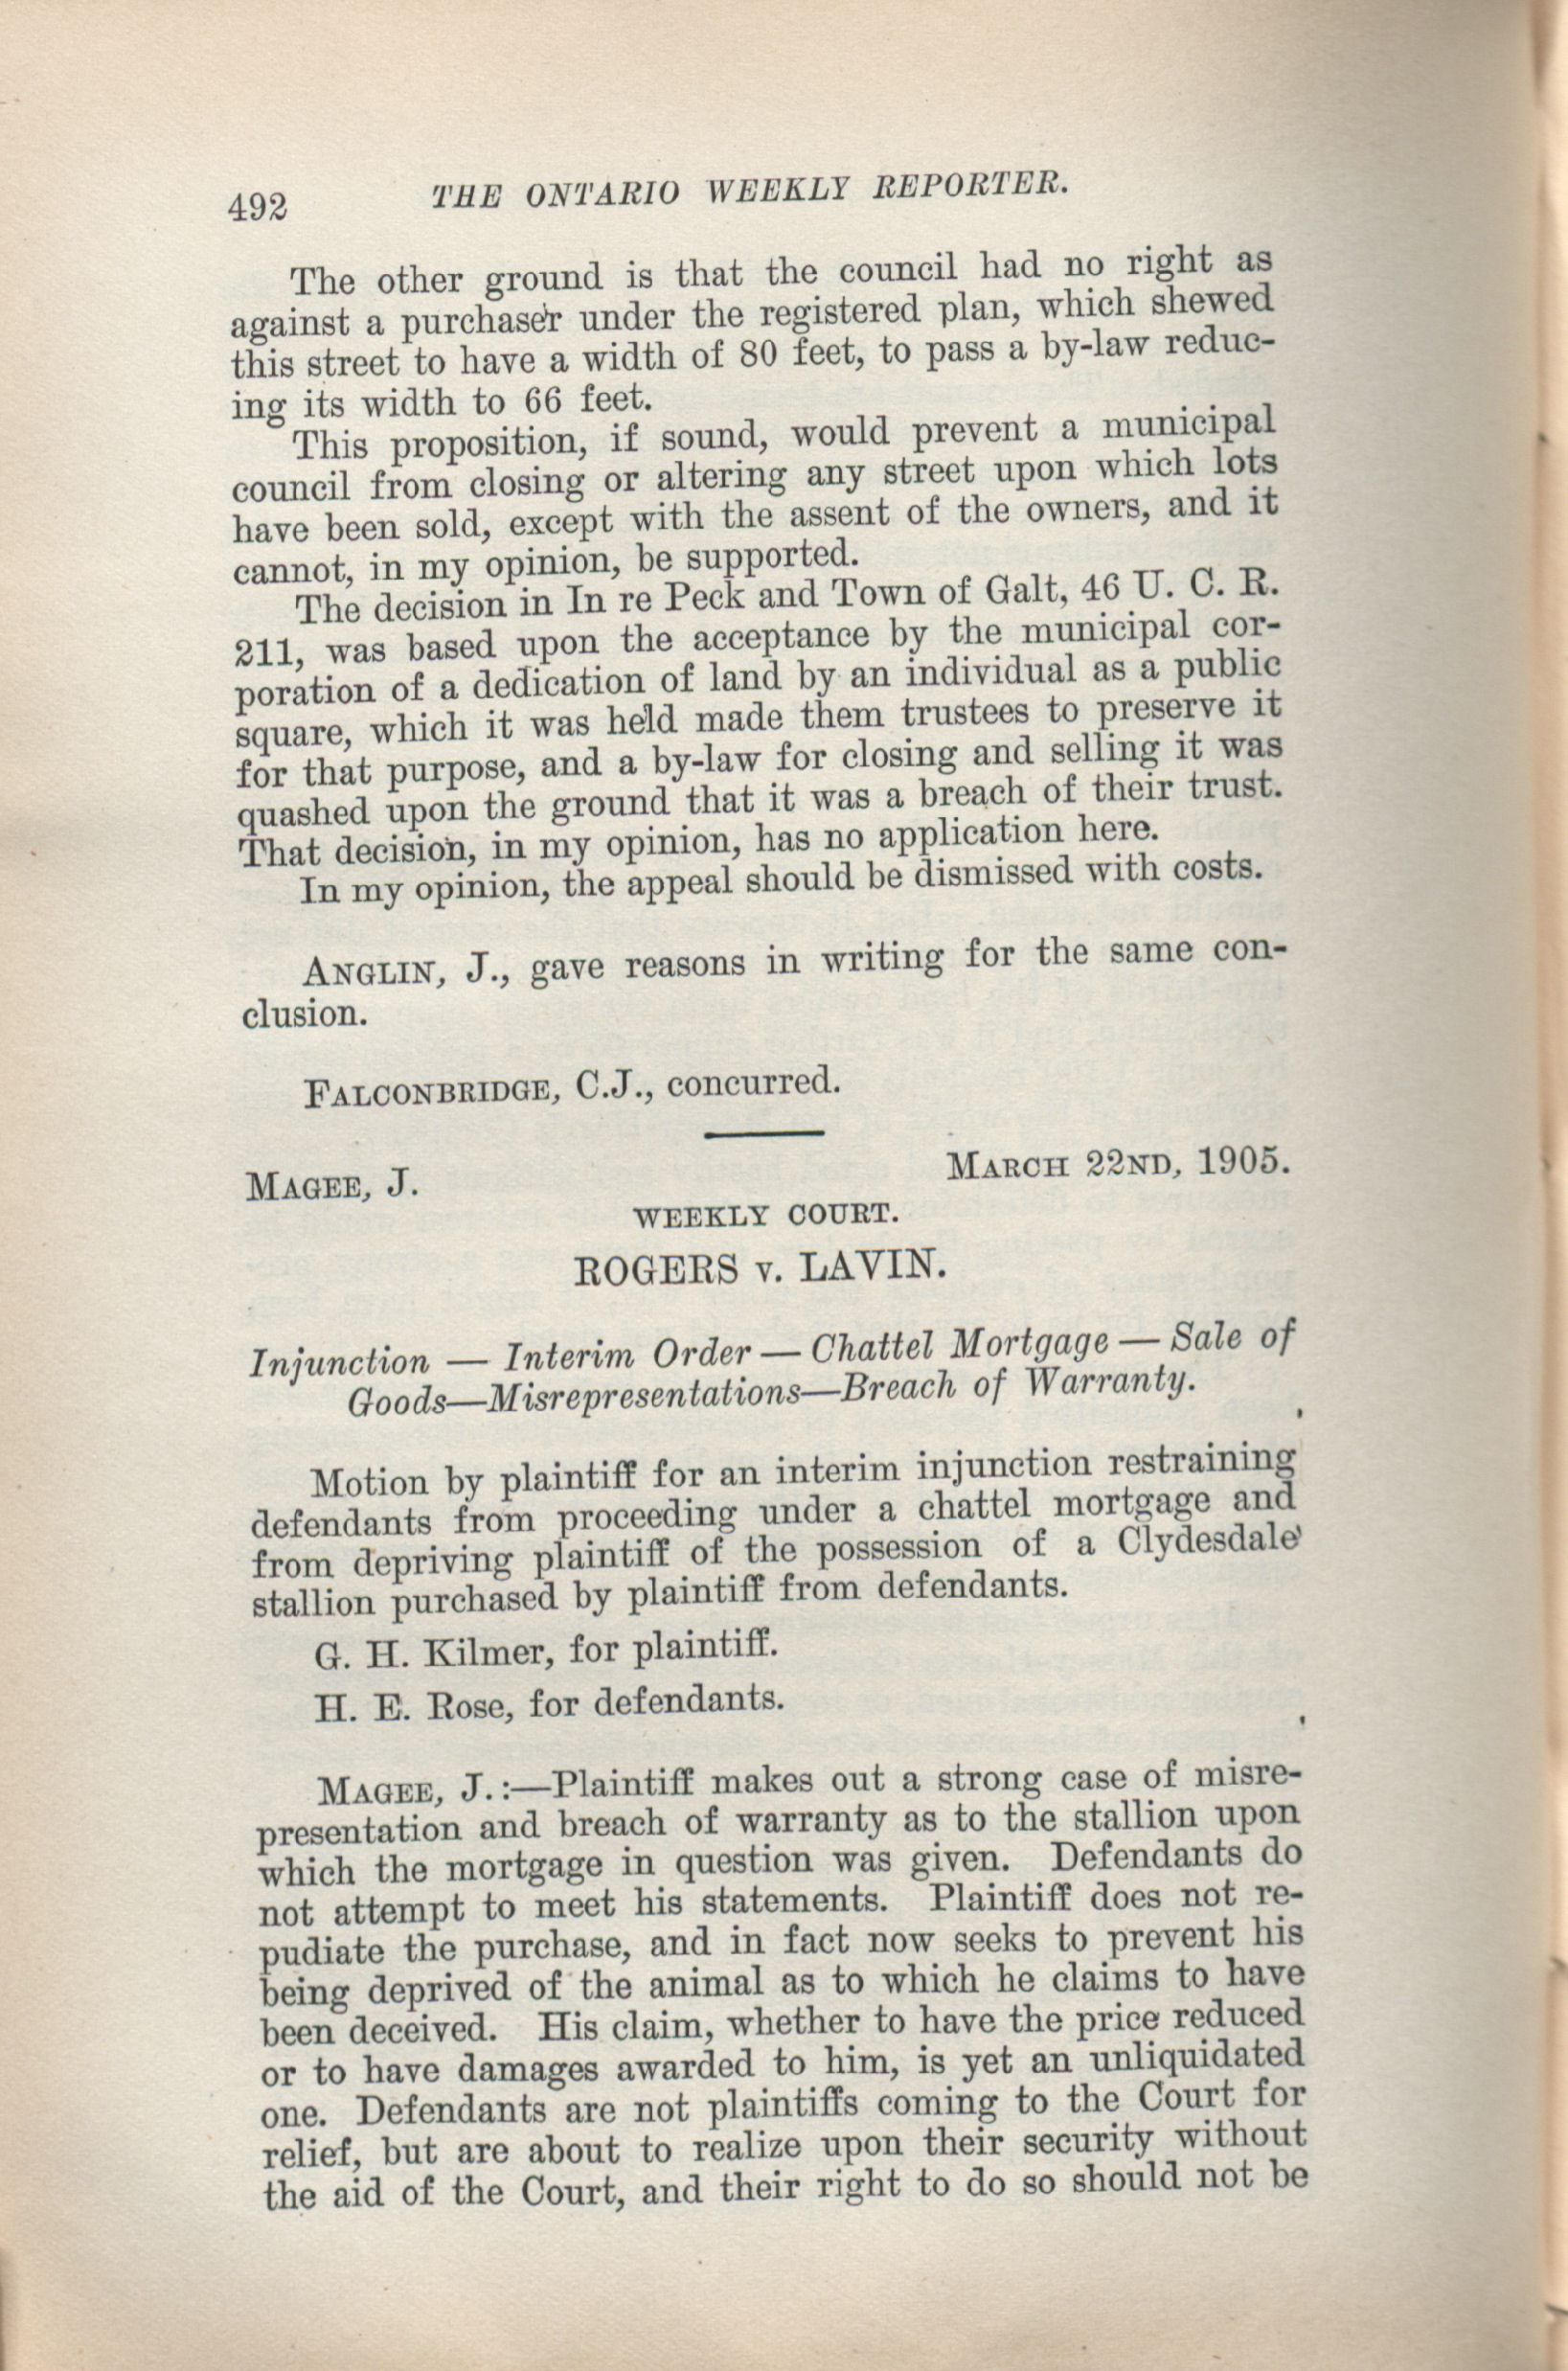 492 THE ONTARIO WEEKLY REPORTER.
The other ground is that the council had no right as
against a purchaser under the registered plan, which shewed
this street to have a width of 80 feet, to pass a by-law reduc-
ing its width to 66 feet.
This proposition, if sound, would prevent a municipal
council from closing or altering any street upon which lots
have been sold, except with the assent of the owners, and it
cannot, in my opinion, be supported.
The decision in In re Peck and Town of Galt, 46 U. C. R.
211, was based upon the acceptance by the municipal cor-
poration of a dedication of land by an individual as a public
square, which it was held made them trustees to preserve it
for that purpose, and a by-law for closing and selling it was
quashed upon the ground that it was a breach of their trust.
That decision, in my opinion, has no application here.
In my opinion, the appeal should be dismissed with costs.
ANGLIN, J., gave reasons in writing for the same con-
clusion.
FALCONBRIDGE, C.J., concurred.
MAGEE, J. MARCH 22ND, 1905.
WEEKLY COURT.
ROGERS v. LAVIN.
Injunction — Interim Order — Chattel Mortgage — Sale of
Goods—Misrepresentations—Breach of Warranty.
Motion by plaintiff for an interim injunction restraining
defendants from proceeding under a chattel mortgage and
from depriving plaintiff of the possession of a Clydesdale
stallion purchased by plaintiff from defendants.
G. H. Kilmer, for plaintiff.
H. E. Rose, for defendants.
MAGEE, J.:—Plaintiff makes out a strong case of misre-
presentation and breach of warranty as to the stallion upon
which the mortgage in question was given. Defendants do
not attempt to meet his statements. Plaintiff does not re-
pudiate the purchase, and in fact now seeks to prevent his
being deprived of the animal as to which he claims to have
been deceived. His claim, whether to have the price reduced
or to have damages awarded to him, is yet an unliquidated
one. Defendants are not plaintiffs coming to the Court for
relief, but are about to realize upon their security without
the aid of the Court, and their right to do so should not be